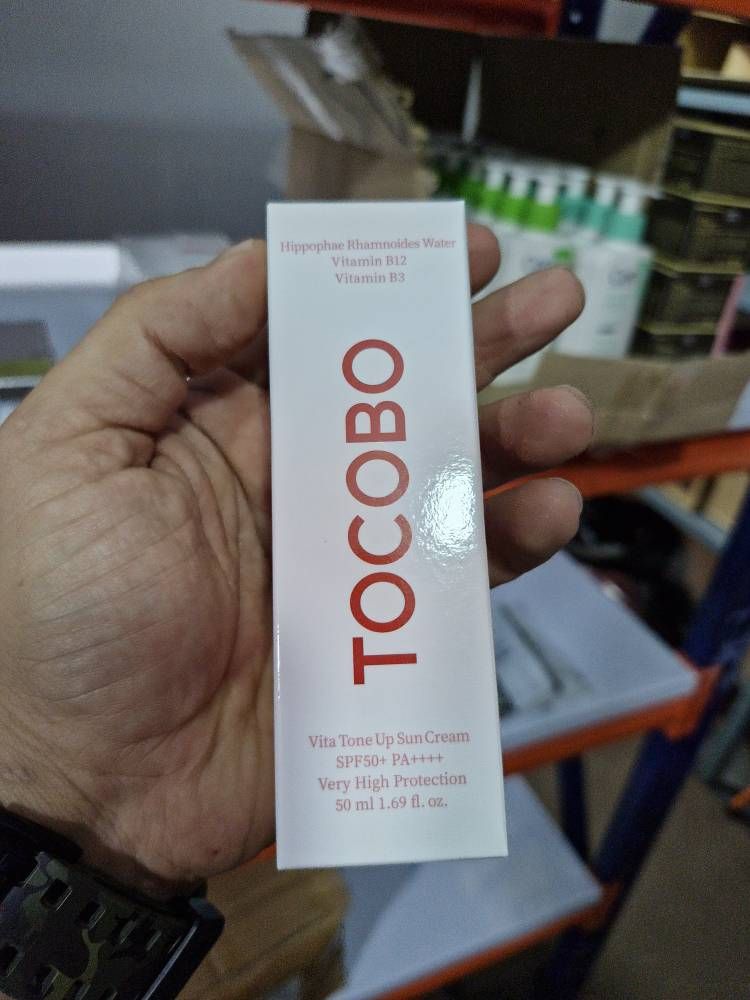 Hippophae Rhamnoides Water
Vitamin B12
Vitamin B3
TOCOBO
Vita Tone Up Sun Cream
SPF50+ PA++++
Very High Protection
50 ml 1.69 fl. oz.